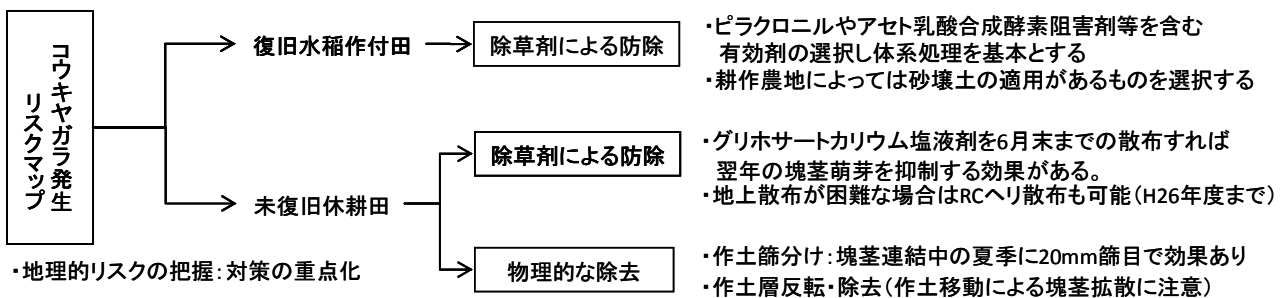 コウキヤガラ発生
リスクマップ
・地理的リスクの把握：対策の重点化
復旧水稲作付田
除草剤による防除
・ピラクロニルやアセト乳酸合成酵素阻害剤等を含む
有効剤の選択し体系処理を基本とする
・耕作農地によっては砂壌土の適用があるものを選択する
未復旧休耕田
除草剤による防除
・グリホサートカリウム塩液剤を6月末までの散布すれば
翌年の塊茎萌芽を抑制する効果がある。
・地上散布が困難な場合はRCヘリ散布も可能（H26年度まで）
物理的な除去
・作土篩分け：塊茎連結中の夏季に20mm篩目で効果あり
・作土層反転・除去（作土移動による塊茎拡散に注意）